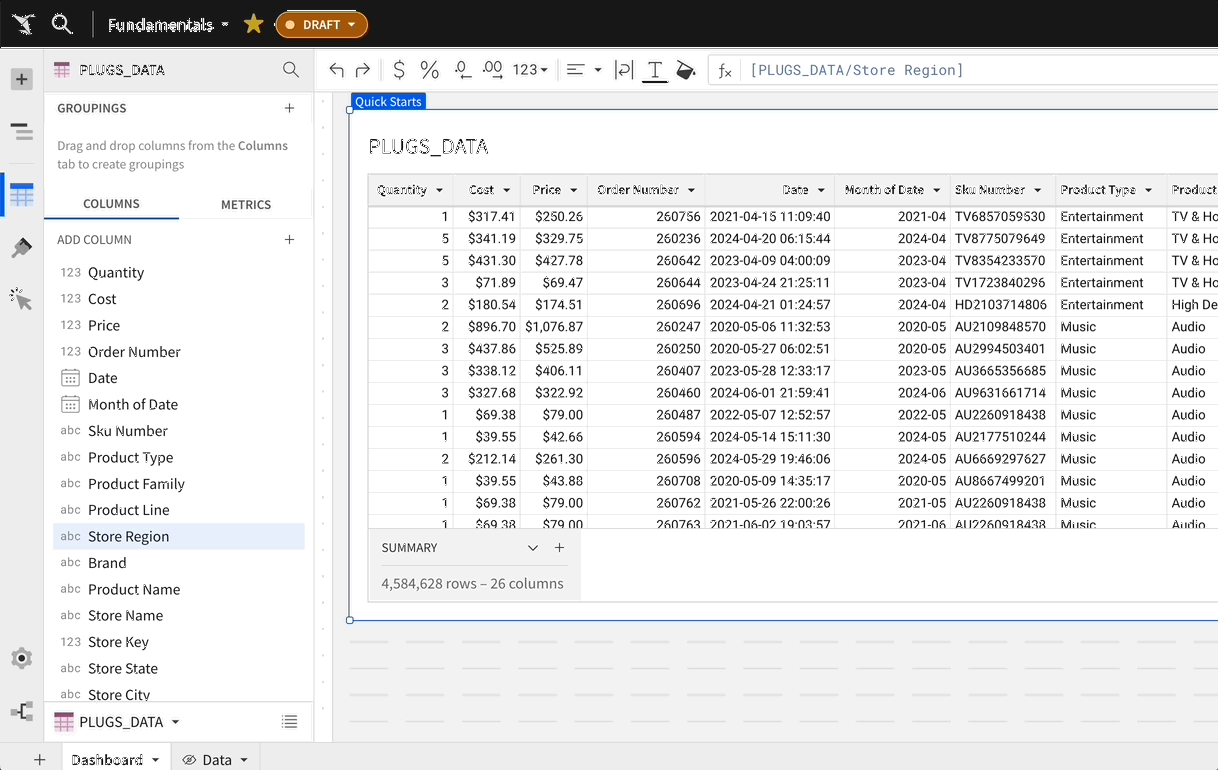 Fundamentals DRAFT
PLUGS_DATA
$ % .0 .00 123 fx [PLUGS_DATA/Store Region]
GROUPINGS
Drag and drop columns from the Columns
tab to create groupings
COLUMNS METRICS
ADD COLUMN
123 Quantity
123 Cost
123 Price
123 Order Number
Date
Month of Date
abc Sku Number
abc Product Type
abc Product Family
abc Product Line
abc Store Region
abc Brand
abc Product Name
abc Store Name
123 Store Key
abc Store State
abc Store City
PLUGS_DATA
Quick Starts
PLUGS_DATA
Quantity Cost Price Order Number Date Month of Date Sku Number Product Type Product
1 $317.41 $250.26 260756 2021-04-15 11:09:40 2021-04 TV6857059530 Entertainment TV & Ho
5 $341.19 $329.75 260236 2024-04-20 06:15:44 2024-04 TV8775079649 Entertainment TV & Ho
5 $431.30 $427.78 260642 2023-04-09 04:00:09 2023-04 TV8354233570 Entertainment TV & Ho
3 $71.89 $69.47 260644 2023-04-24 21:25:11 2023-04 TV1723840296 Entertainment TV & Ho
2 $180.54 $174.51 260696 2024-04-21 01:24:57 2024-04 HD2103714806 Entertainment High De
2 $896.70 $1,076.87 260247 2020-05-06 11:32:53 2020-05 AU2109848570 Music Audio
3 $437.86 $525.89 260250 2020-05-27 06:02:51 2020-05 AU2994503401 Music Audio
3 $338.12 $406.11 260407 2023-05-28 12:33:17 2023-05 AU3665356685 Music Audio
3 $327.68 $322.92 260460 2024-06-01 21:59:41 2024-06 AU9631661714 Music Audio
1 $69.38 $79.00 260487 2022-05-07 12:52:57 2022-05 AU2260918438 Music Audio
1 $39.55 $42.66 260594 2024-05-14 15:11:30 2024-05 AU2177510244 Music Audio
2 $212.14 $261.30 260596 2024-05-29 19:46:06 2024-05 AU6669297627 Music Audio
1 $39.55 $43.88 260708 2020-05-09 14:35:17 2020-05 AU8667499201 Music Audio
1 $69.38 $79.00 260762 2021-05-26 22:00:26 2021-05 AU2260918438 Music Audio
1 $69.38 $79.00 260763 2021-06-02 19:03:57 2021-06 AU2260918438 Music Audio
SUMMARY
4,584,628 rows – 26 columns
Dashboard Data